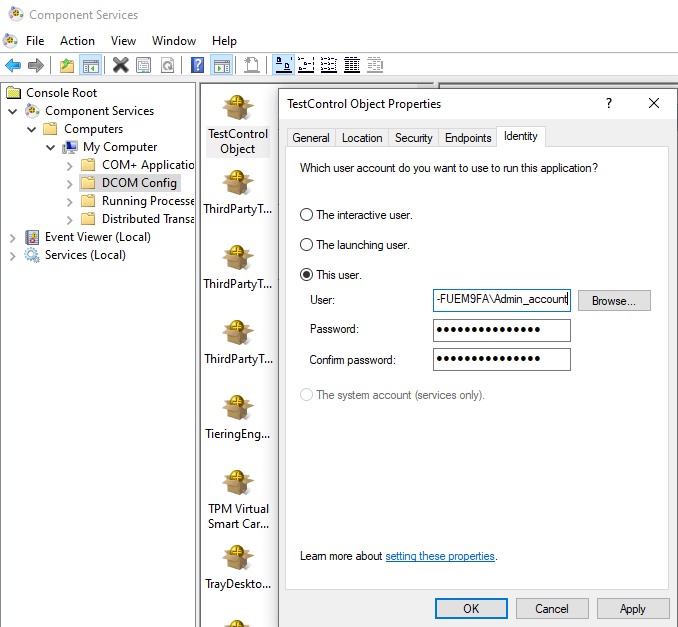 Component Services
File Action View Window Help
Console Root
Component Services
Computers
My Computer
COM+ Applicatio
DCOM Config
Running Processe
Distributed Transa
Event Viewer (Local)
Services (Local)
TestControl
Object
ThirdPartyT...
ThirdPartyT...
ThirdPartyT...
TieringEng...
TPM Virtual
Smart Car...
TrayDeskto...
TestControl Object Properties
General Location Security Endpoints Identity
Which user account do you want to use to run this application?
The interactive user.
The launching user.
This user.
User: -FUEM9FA\Admin_account Browse...
Password: ●●●●●●●●●●●●●●●
Confirm password: ●●●●●●●●●●●●●●●
The system account (services only).
Learn more about setting these properties.
OK Cancel Apply